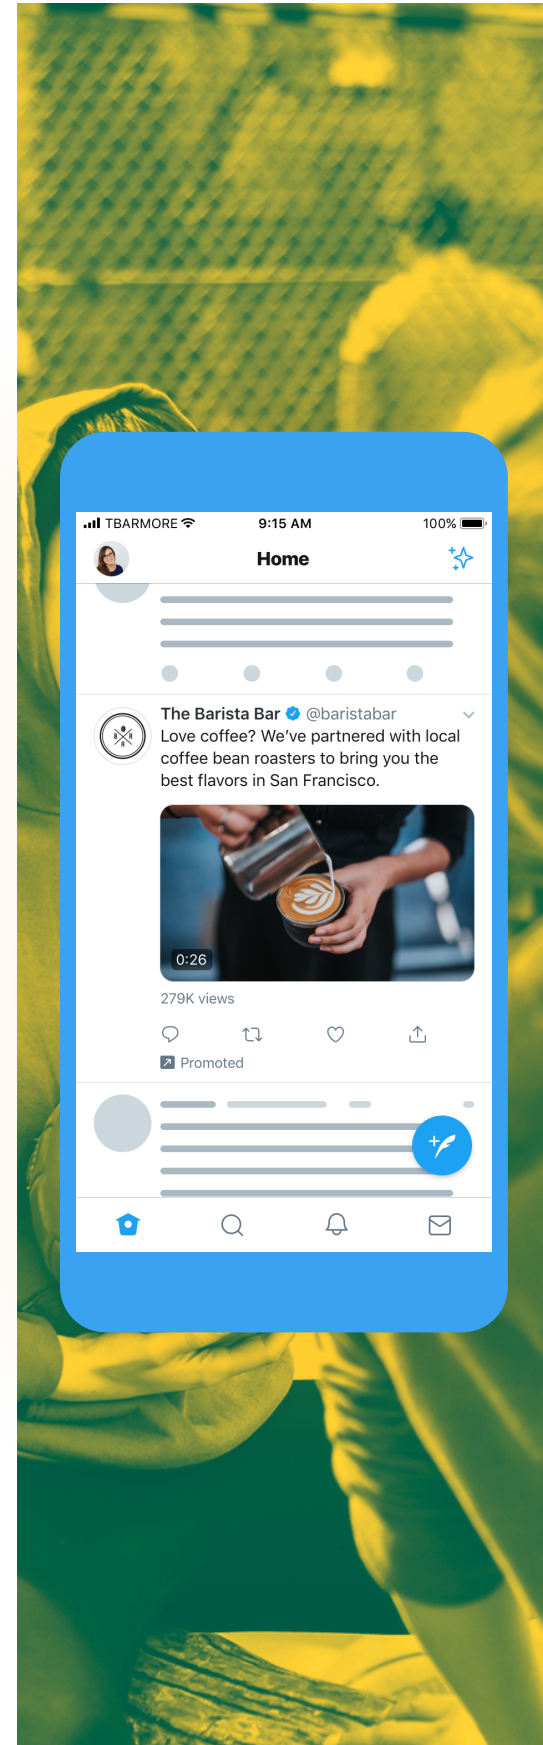 TBARMORE 9:15 AM 100%
Home
The Barista Bar @baristabar
Love coffee? We've partnered with local
coffee bean roasters to bring you the
best flavors in San Francisco.
0:26
279K views
Promoted